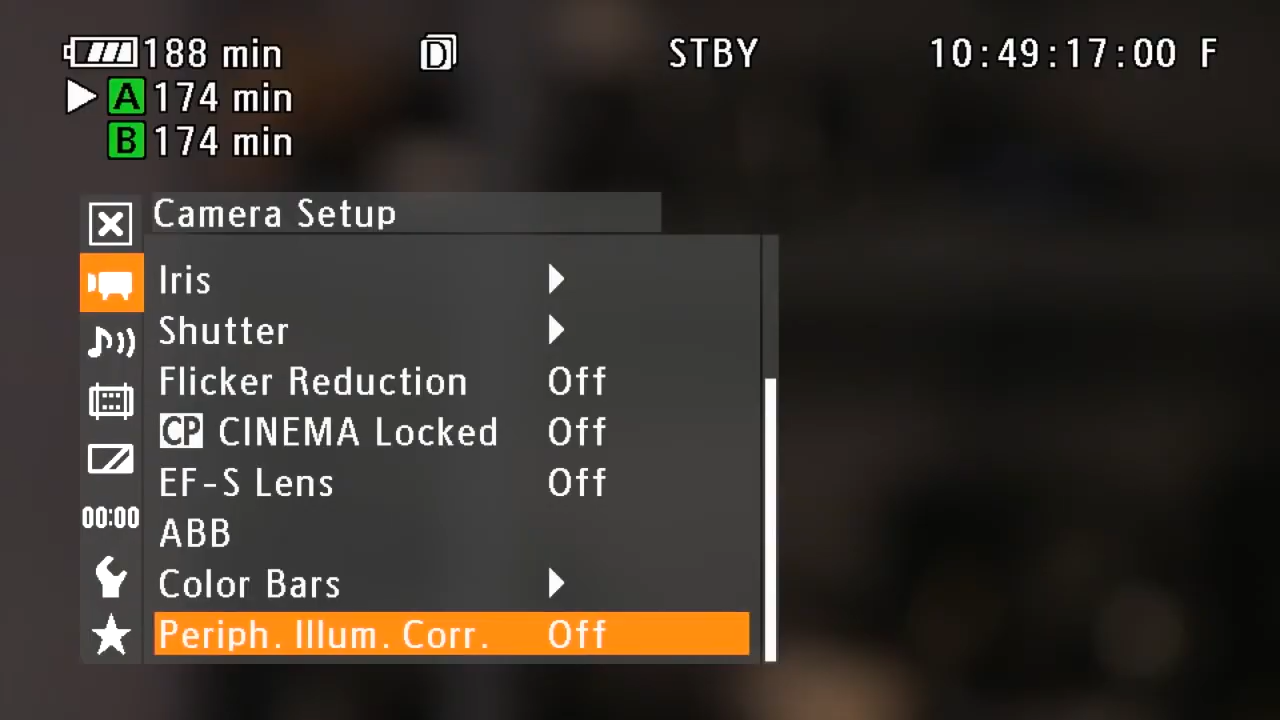 188 min
D
STBY
10:49:17:00 F
A 174 min
B 174 min
Camera Setup
Iris
Shutter
Flicker Reduction Off
CP CINEMA Locked Off
EF-S Lens Off
ABB
Color Bars
Periph. Illum. Corr. Off
00:00